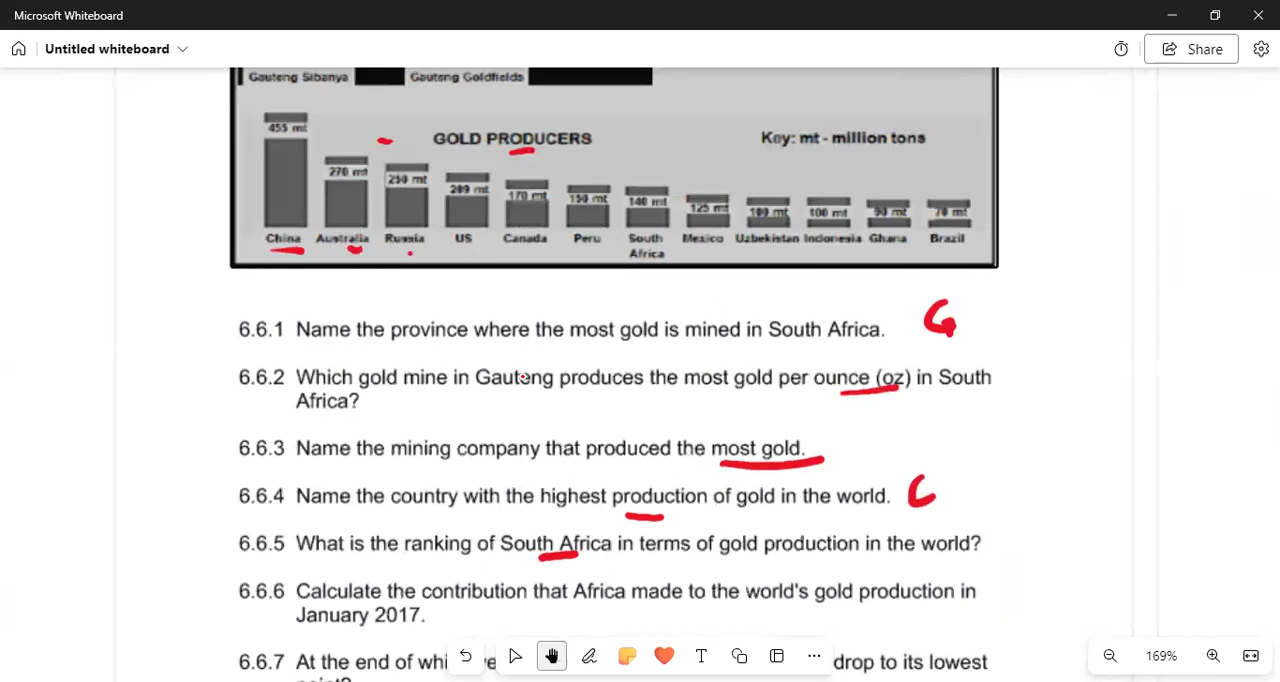 Microsoft Whiteboard
Untitled whiteboard
Share
Gauteng Sibanya Gauteng Goldfields
GOLD PRODUCERS Key: mt - million tons
455 mt 270 mt 250 mt 209 mt 170 mt 150 mt 140 mt 125 mt 100 mt 100 mt 90 mt 70 mt
China Australia Russia US Canada Peru South Africa Mexico Uzbekistan Indonesia Ghana Brazil
6.6.1 Name the province where the most gold is mined in South Africa. G
6.6.2 Which gold mine in Gauteng produces the most gold per ounce (oz) in South
Africa?
6.6.3 Name the mining company that produced the most gold.
6.6.4 Name the country with the highest production of gold in the world. C
6.6.5 What is the ranking of South Africa in terms of gold production in the world?
6.6.6 Calculate the contribution that Africa made to the world's gold production in
January 2017.
6.6.7 At the end of drop to its lowest
169%